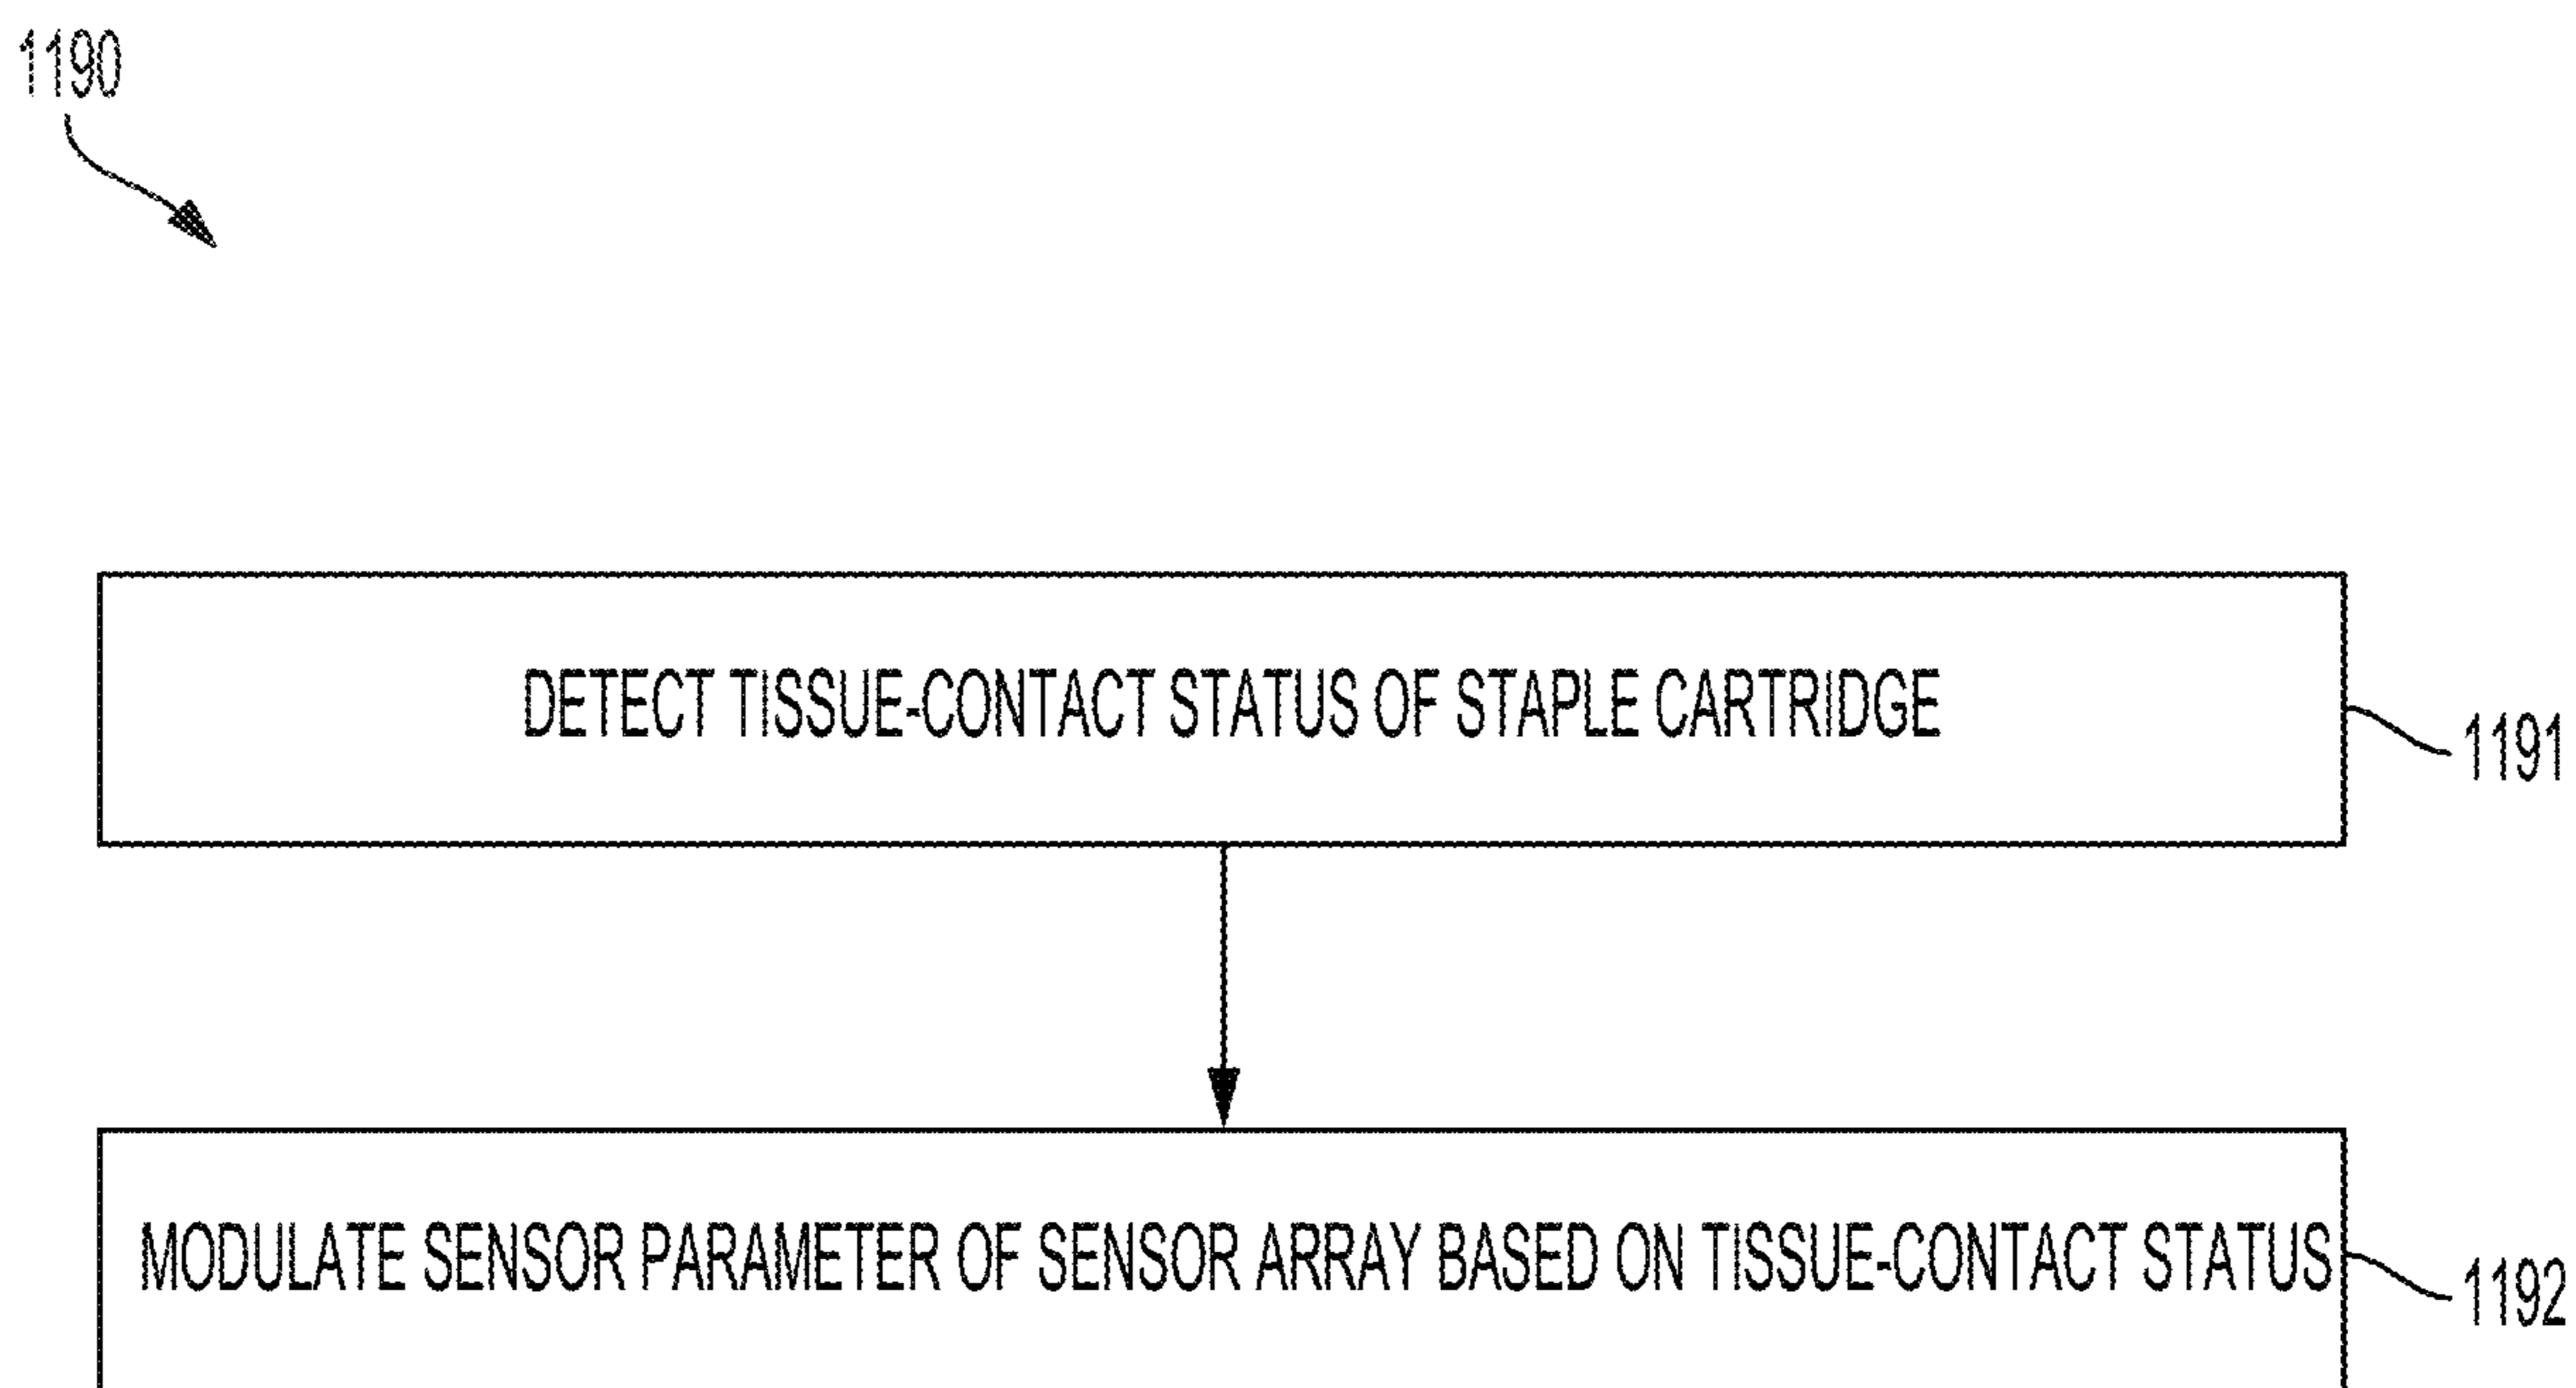 1190
DETECT TISSUE-CONTACT STATUS OF STAPLE CARTRIDGE
1191
MODULATE SENSOR PARAMETER OF SENSOR ARRAY BASED ON TISSUE-CONTACT STATUS
1192